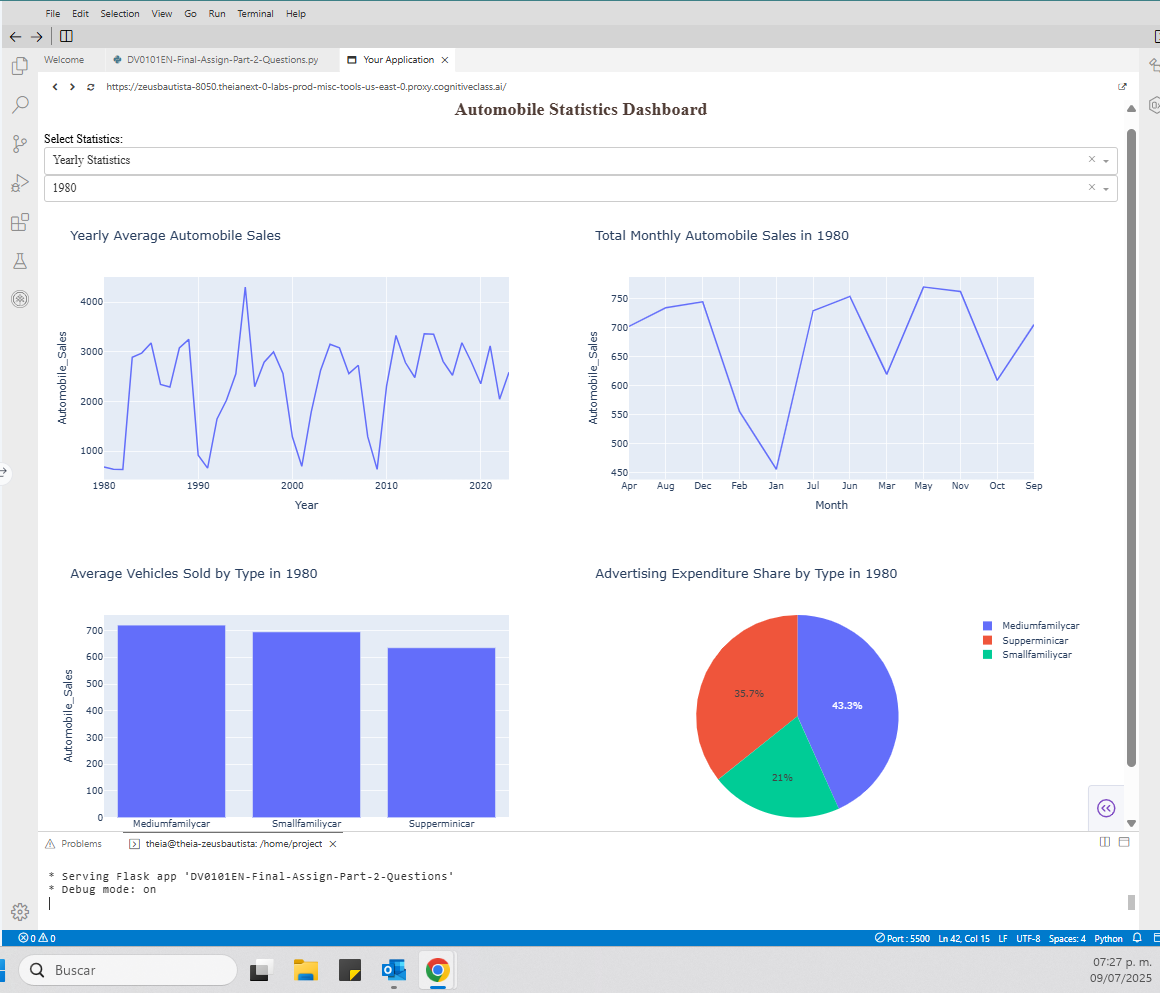 File Edit Selection View Go Run Terminal Help
Welcome DV0101EN-Final-Assign-Part-2-Questions.py Your Application
https://zeusbautista-8050.theianext-0-labs-prod-misc-tools-us-east-0.proxy.cognitiveclass.ai/
Automobile Statistics Dashboard
Select Statistics:
Yearly Statistics
1980
Yearly Average Automobile Sales
4000
3000
2000
1000
Automobile_Sales
1980 1990 2000 2010 2020
Year
Total Monthly Automobile Sales in 1980
750
700
650
600
550
500
450
Automobile_Sales
Apr Aug Dec Feb Jan Jul Jun Mar May Nov Oct Sep
Month
Average Vehicles Sold by Type in 1980
700
600
500
400
300
200
100
0
Automobile_Sales
Mediumfamilycar Smallfamiliycar Supperminicar
Advertising Expenditure Share by Type in 1980
43.3%
35.7%
21%
Mediumfamilycar
Supperminicar
Smallfamiliycar
Problems theia@theia-zeusbautista: /home/project
* Serving Flask app 'DV0101EN-Final-Assign-Part-2-Questions'
* Debug mode: on
0 0 Port : 5500 Ln 42, Col 15 LF UTF-8 Spaces: 4 Python
Buscar
07:27 p. m.
09/07/2025